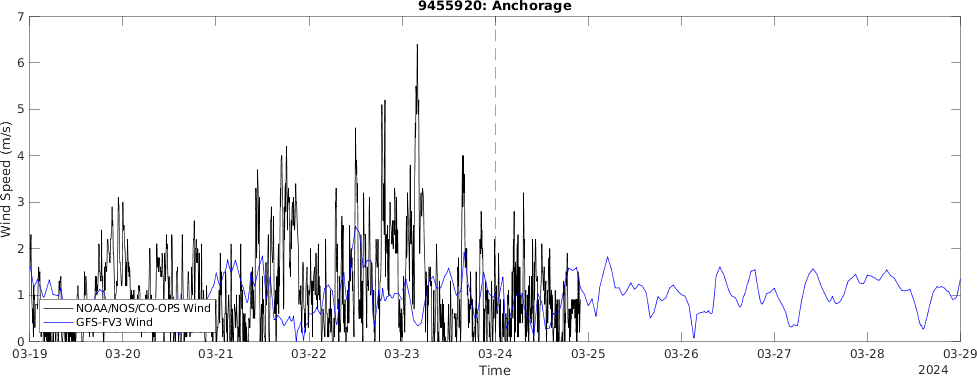 9455920: Anchorage
7
6
5
4
3
2
1
0
Wind Speed (m/s)
NOAA/NOS/CO-OPS Wind
GFS-FV3 Wind
03-19 03-20 03-21 03-22 03-23 03-24 03-25 03-26 03-27 03-28 03-29
Time
2024